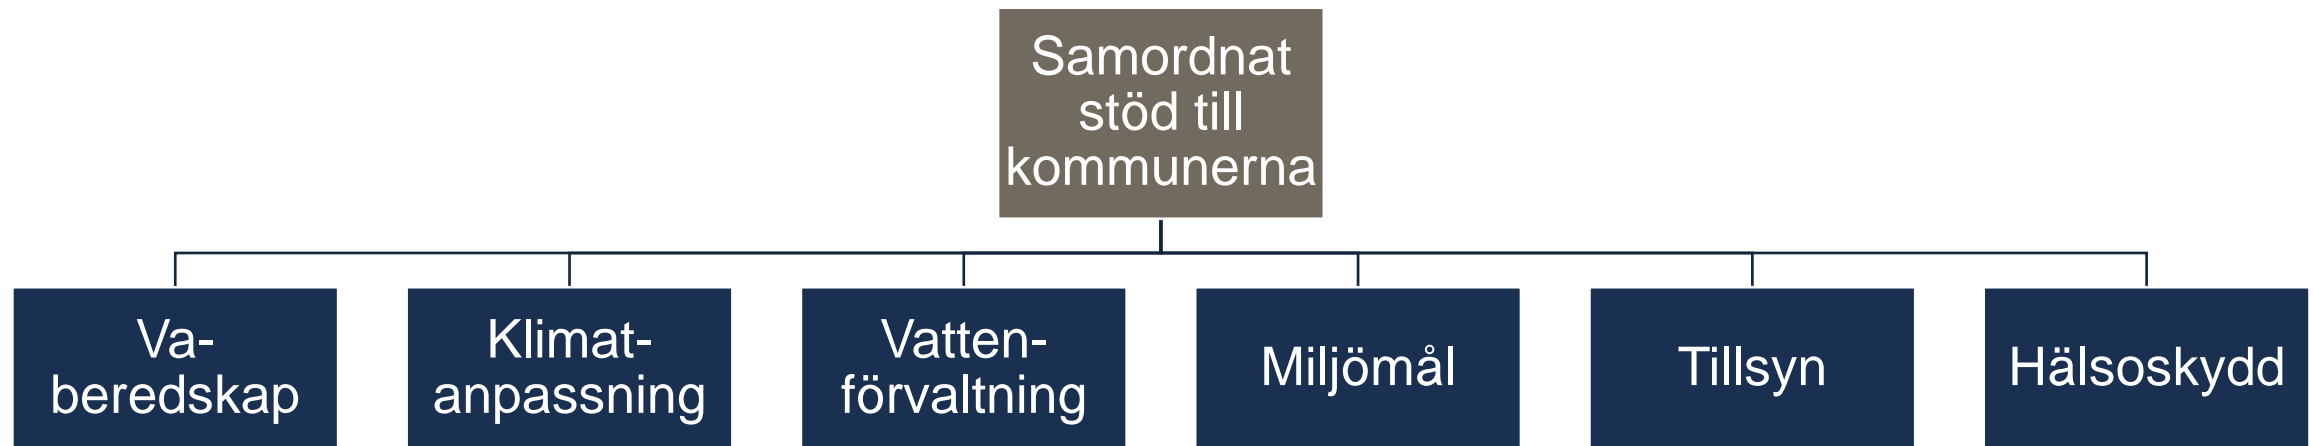 Samordnat
stöd till
kommunerna
Va-
beredskap
Klimat-
anpassning
Vatten-
förvaltning
Miljömål
Tillsyn
Hälsoskydd